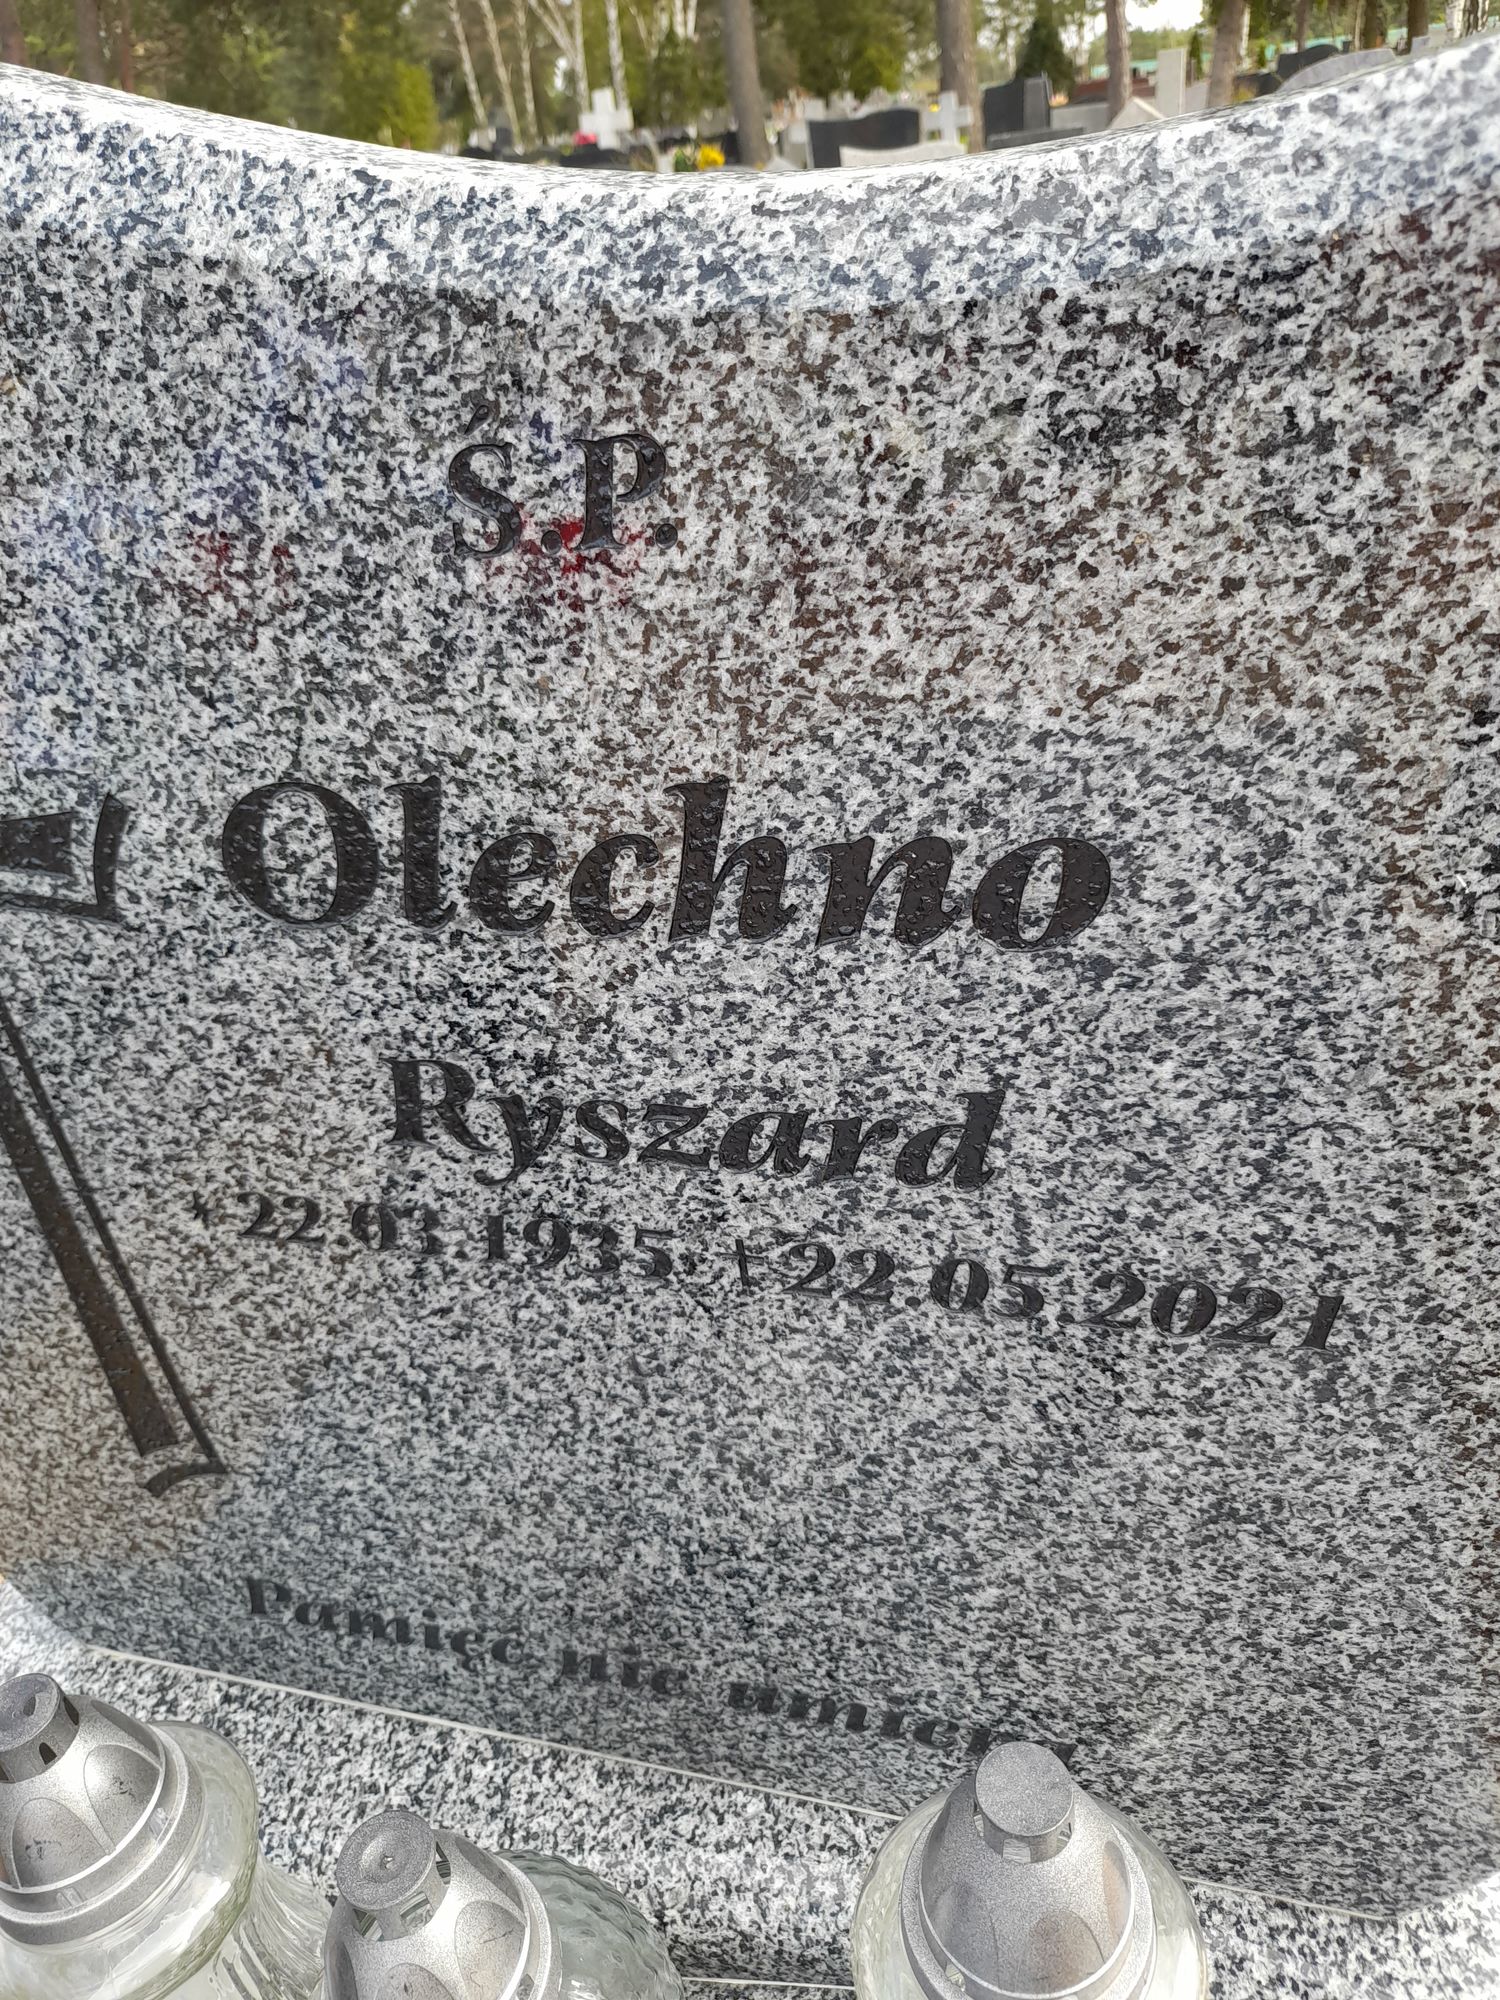 Ś.P.
Olechno
Ryszard
* 22.03.1935 † 22.05.2021
Pamięć nie umiera